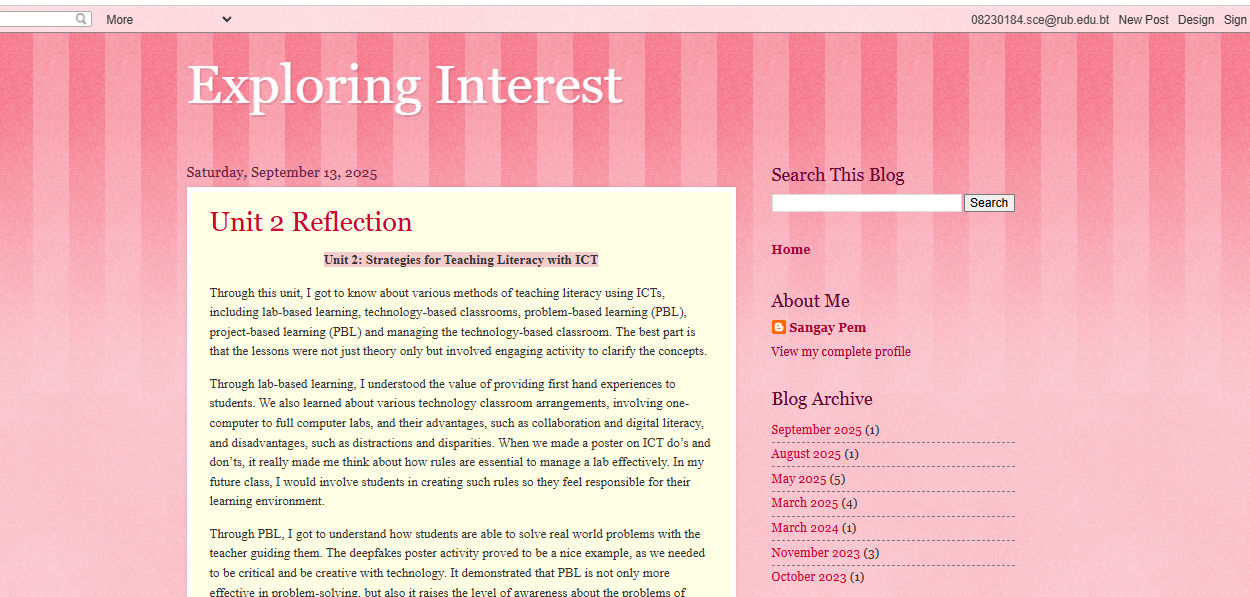 More
08230184.sce@rub.edu.bt New Post Design Sign
Exploring Interest
Saturday, September 13, 2025
Unit 2 Reflection
Unit 2: Strategies for Teaching Literacy with ICT
Through this unit, I got to know about various methods of teaching literacy using ICTs,
including lab-based learning, technology-based classrooms, problem-based learning (PBL),
project-based learning (PBL) and managing the technology-based classroom. The best part is
that the lessons were not just theory only but involved engaging activity to clarify the concepts.
Through lab-based learning, I understood the value of providing first hand experiences to
students. We also learned about various technology classroom arrangements, involving one-
computer to full computer labs, and their advantages, such as collaboration and digital literacy,
and disadvantages, such as distractions and disparities. When we made a poster on ICT do’s and
don’ts, it really made me think about how rules are essential to manage a lab effectively. In my
future class, I would involve students in creating such rules so they feel responsible for their
learning environment.
Through PBL, I got to understand how students are able to solve real world problems with the
teacher guiding them. The deepfakes poster activity proved to be a nice example, as we needed
to be critical and be creative with technology. It demonstrated that PBL is not only more
effective in problem-solving, but also it raises the level of awareness about the problems of
Search This Blog
Search
Home
About Me
Sangay Pem
View my complete profile
Blog Archive
September 2025 (1)
August 2025 (1)
May 2025 (5)
March 2025 (4)
March 2024 (1)
November 2023 (3)
October 2023 (1)